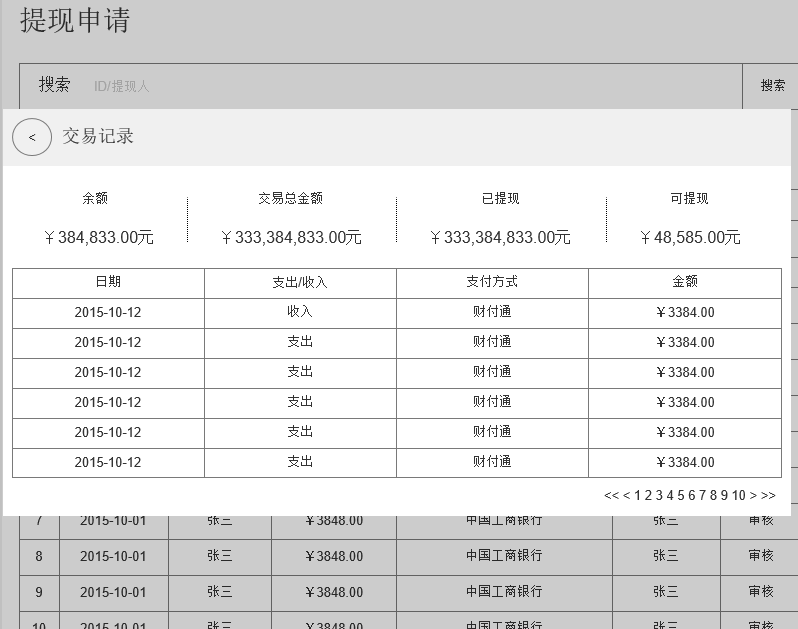 提现申请
搜索 ID/提现人 搜索
< 交易记录
余额 交易总金额 已提现 可提现
￥384,833.00元 ￥333,384,833.00元 ￥333,384,833.00元 ￥48,585.00元
日期 支出/收入 支付方式 金额
2015-10-12 收入 财付通 ￥3384.00
2015-10-12 支出 财付通 ￥3384.00
2015-10-12 支出 财付通 ￥3384.00
2015-10-12 支出 财付通 ￥3384.00
2015-10-12 支出 财付通 ￥3384.00
2015-10-12 支出 财付通 ￥3384.00
<< < 1 2 3 4 5 6 7 8 9 10 > >>
7 2015-10-01 张三 ￥3848.00 中国工商银行 张三 审核
8 2015-10-01 张三 ￥3848.00 中国工商银行 张三 审核
9 2015-10-01 张三 ￥3848.00 中国工商银行 张三 审核
10 2015-10-01 张三 ￥3848.00 中国工商银行 张三 审核